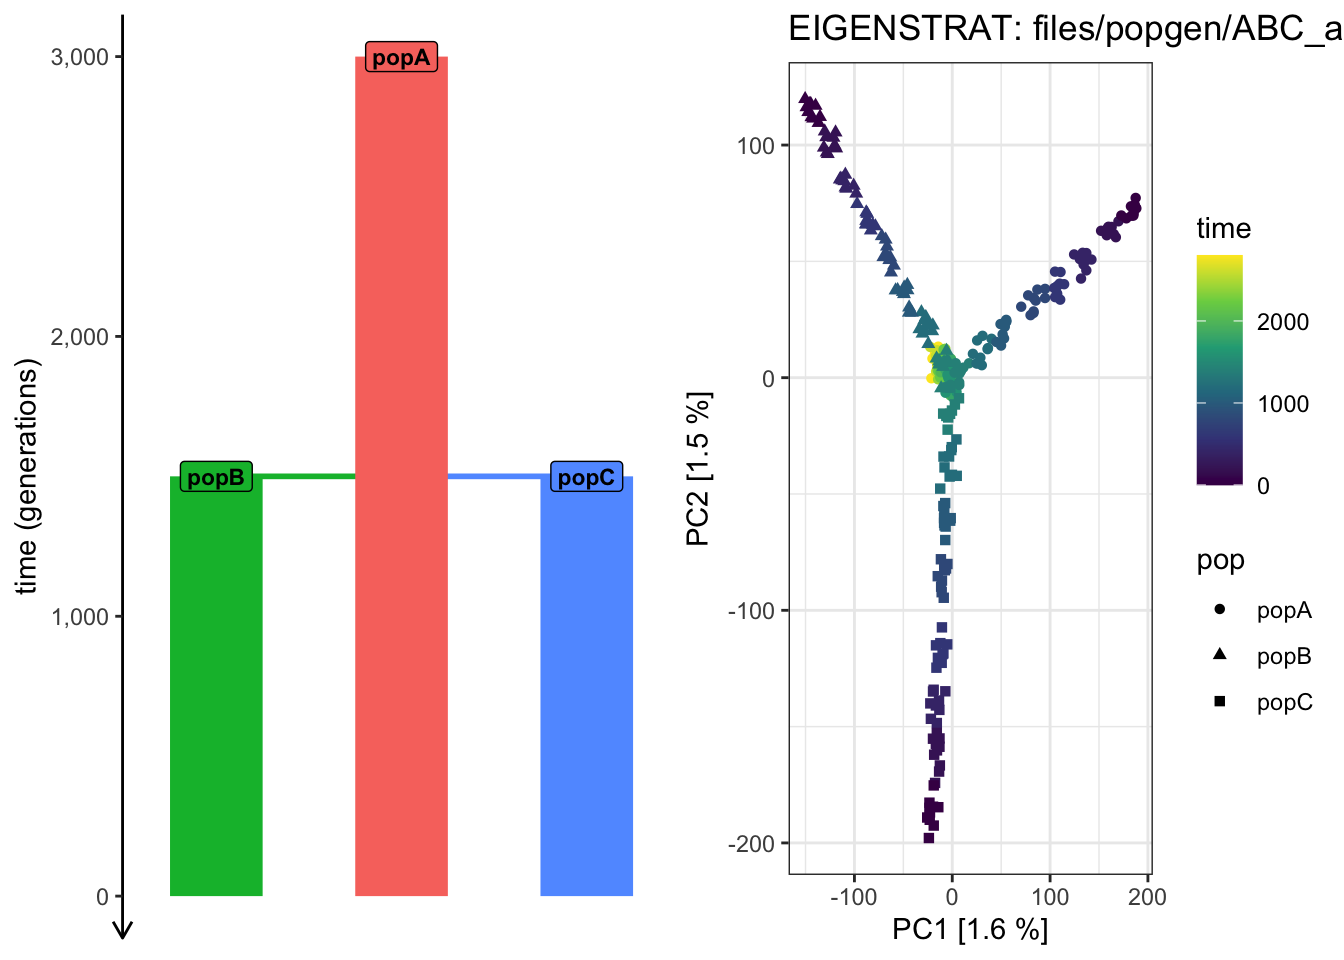 time (generations)
3,000
2,000
1,000
0
popA
popB
popC
EIGENSTRAT: files/popgen/ABC_a
PC2 [1.5 %]
100
0
-100
-200
-100
0
100
200
PC1 [1.6 %]
time
2000
1000
0
pop
popA
popB
popC